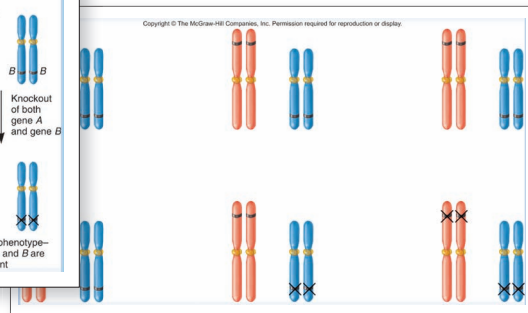 Copyright © The McGraw-Hill Companies, Inc. Permission required for reproduction or display.
B B
Knockout
of both
gene A
and gene B
phenotype–
and B are